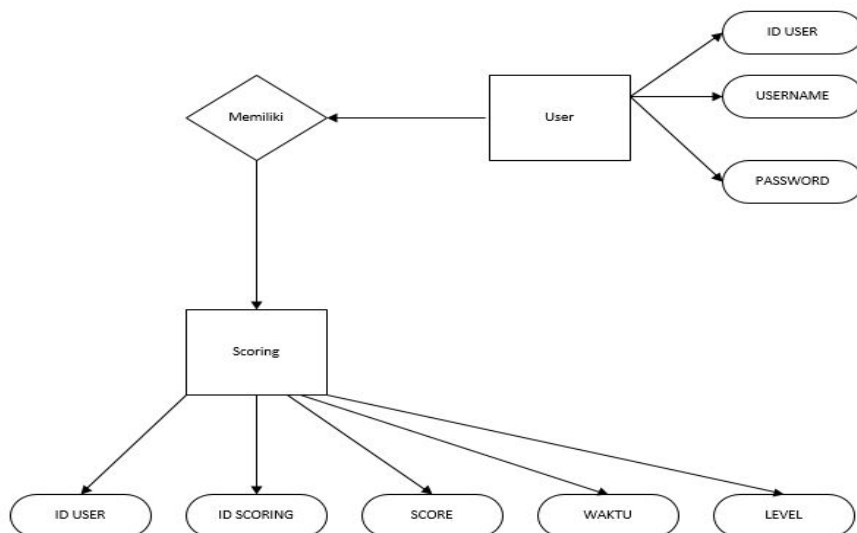 ID USER
Memiliki
User
USERNAME
PASSWORD
Scoring
ID USER
ID SCORING
SCORE
WAKTU
LEVEL